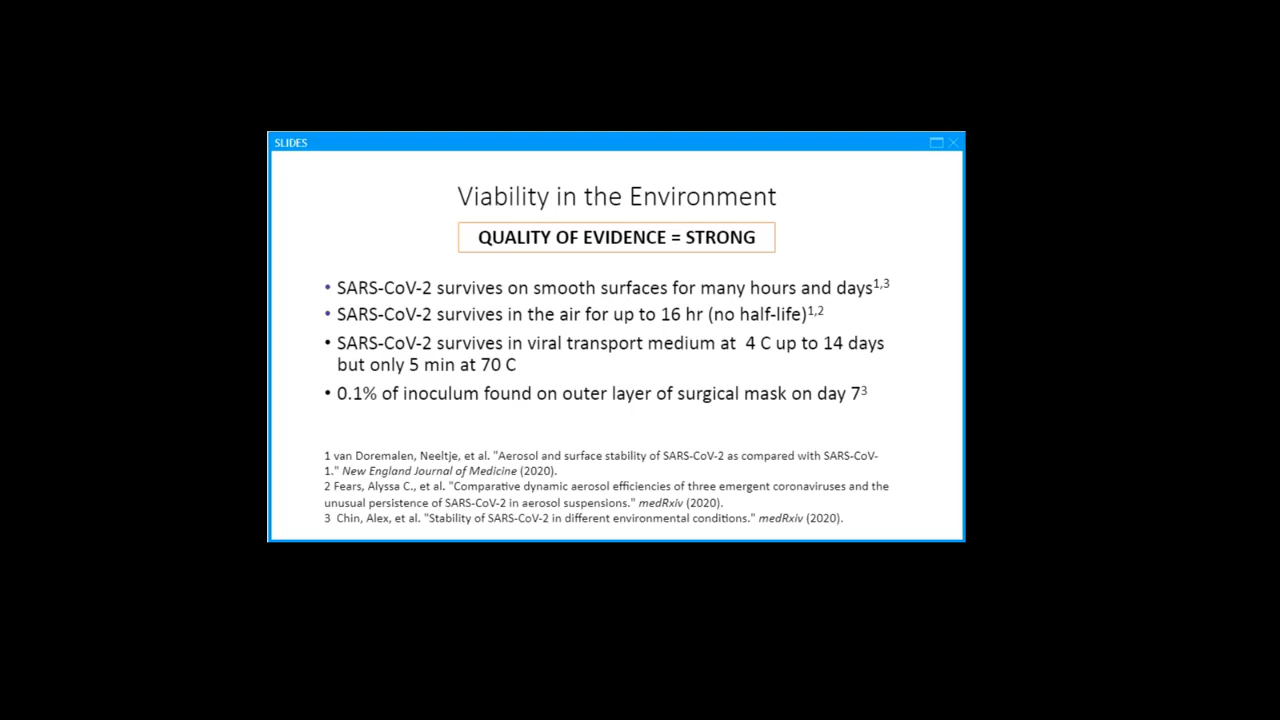 SLIDES
Viability in the Environment
QUALITY OF EVIDENCE = STRONG
• SARS-CoV-2 survives on smooth surfaces for many hours and days1,3
• SARS-CoV-2 survives in the air for up to 16 hr (no half-life)1,2
• SARS-CoV-2 survives in viral transport medium at  4 C up to 14 days
but only 5 min at 70 C
• 0.1% of inoculum found on outer layer of surgical mask on day 73
1 van Doremalen, Neeltje, et al. "Aerosol and surface stability of SARS-CoV-2 as compared with SARS-CoV-
1." New England Journal of Medicine (2020).
2 Fears, Alyssa C., et al. "Comparative dynamic aerosol efficiencies of three emergent coronaviruses and the
unusual persistence of SARS-CoV-2 in aerosol suspensions." medRxiv (2020).
3  Chin, Alex, et al. "Stability of SARS-CoV-2 in different environmental conditions." medRxiv (2020).